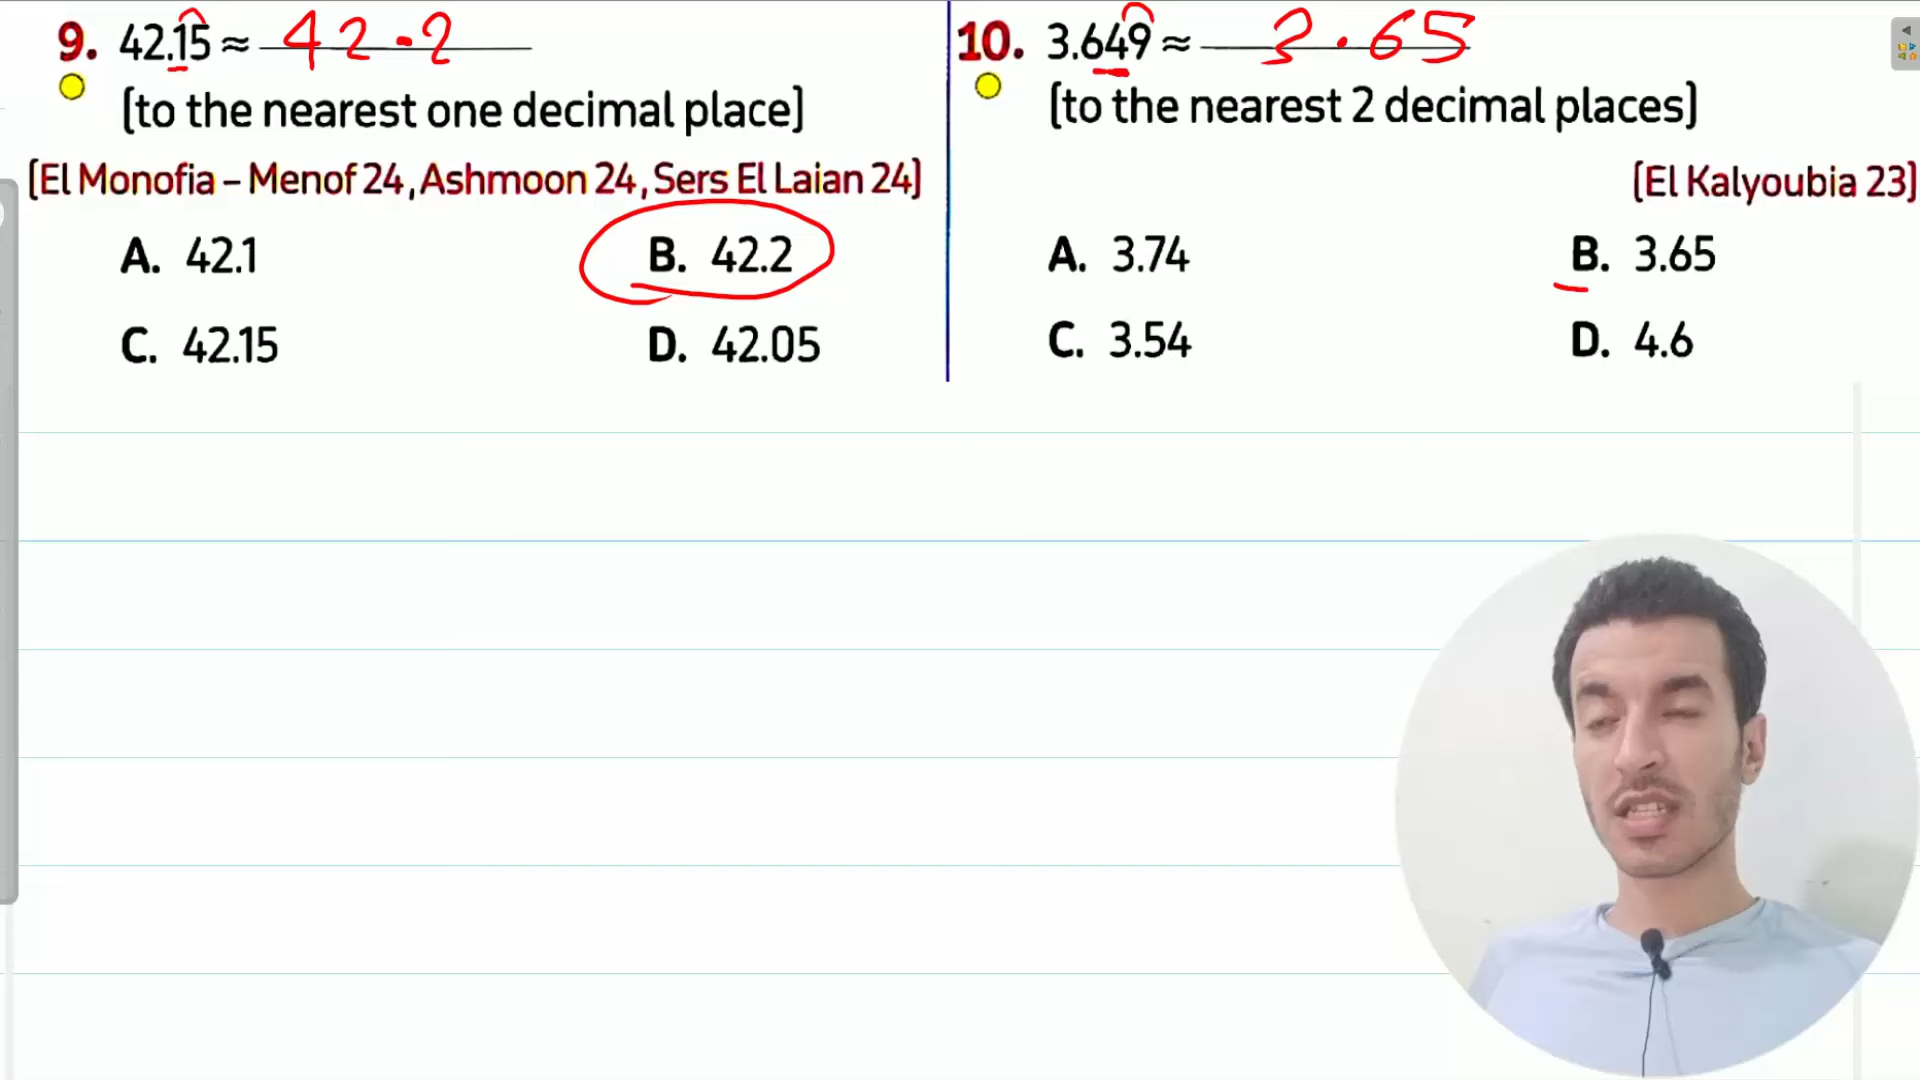 9. 42.15 ≈ 42.2
[to the nearest one decimal place]
[El Monofia – Menof 24, Ashmoon 24, Sers El Laian 24]
A. 42.1
B. 42.2
C. 42.15
D. 42.05
10. 3.649 ≈ 3.65
[to the nearest 2 decimal places]
[El Kalyoubia 23]
A. 3.74
B. 3.65
C. 3.54
D. 4.6